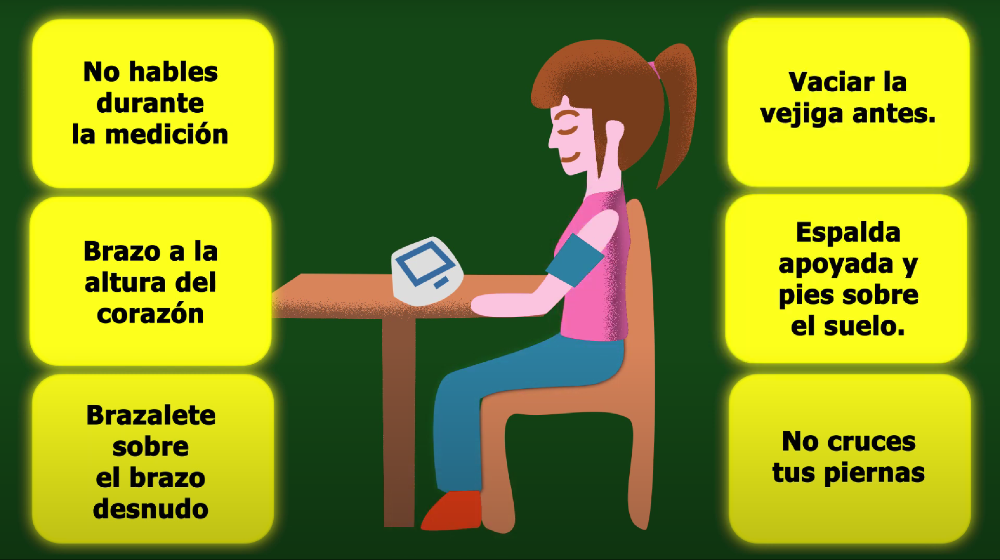 No hables
durante
la medición
Brazo a la
altura del
corazón
Brazalete
sobre
el brazo
desnudo
Vaciar la
vejiga antes.
Espalda
apoyada y
pies sobre
el suelo.
No cruces
tus piernas